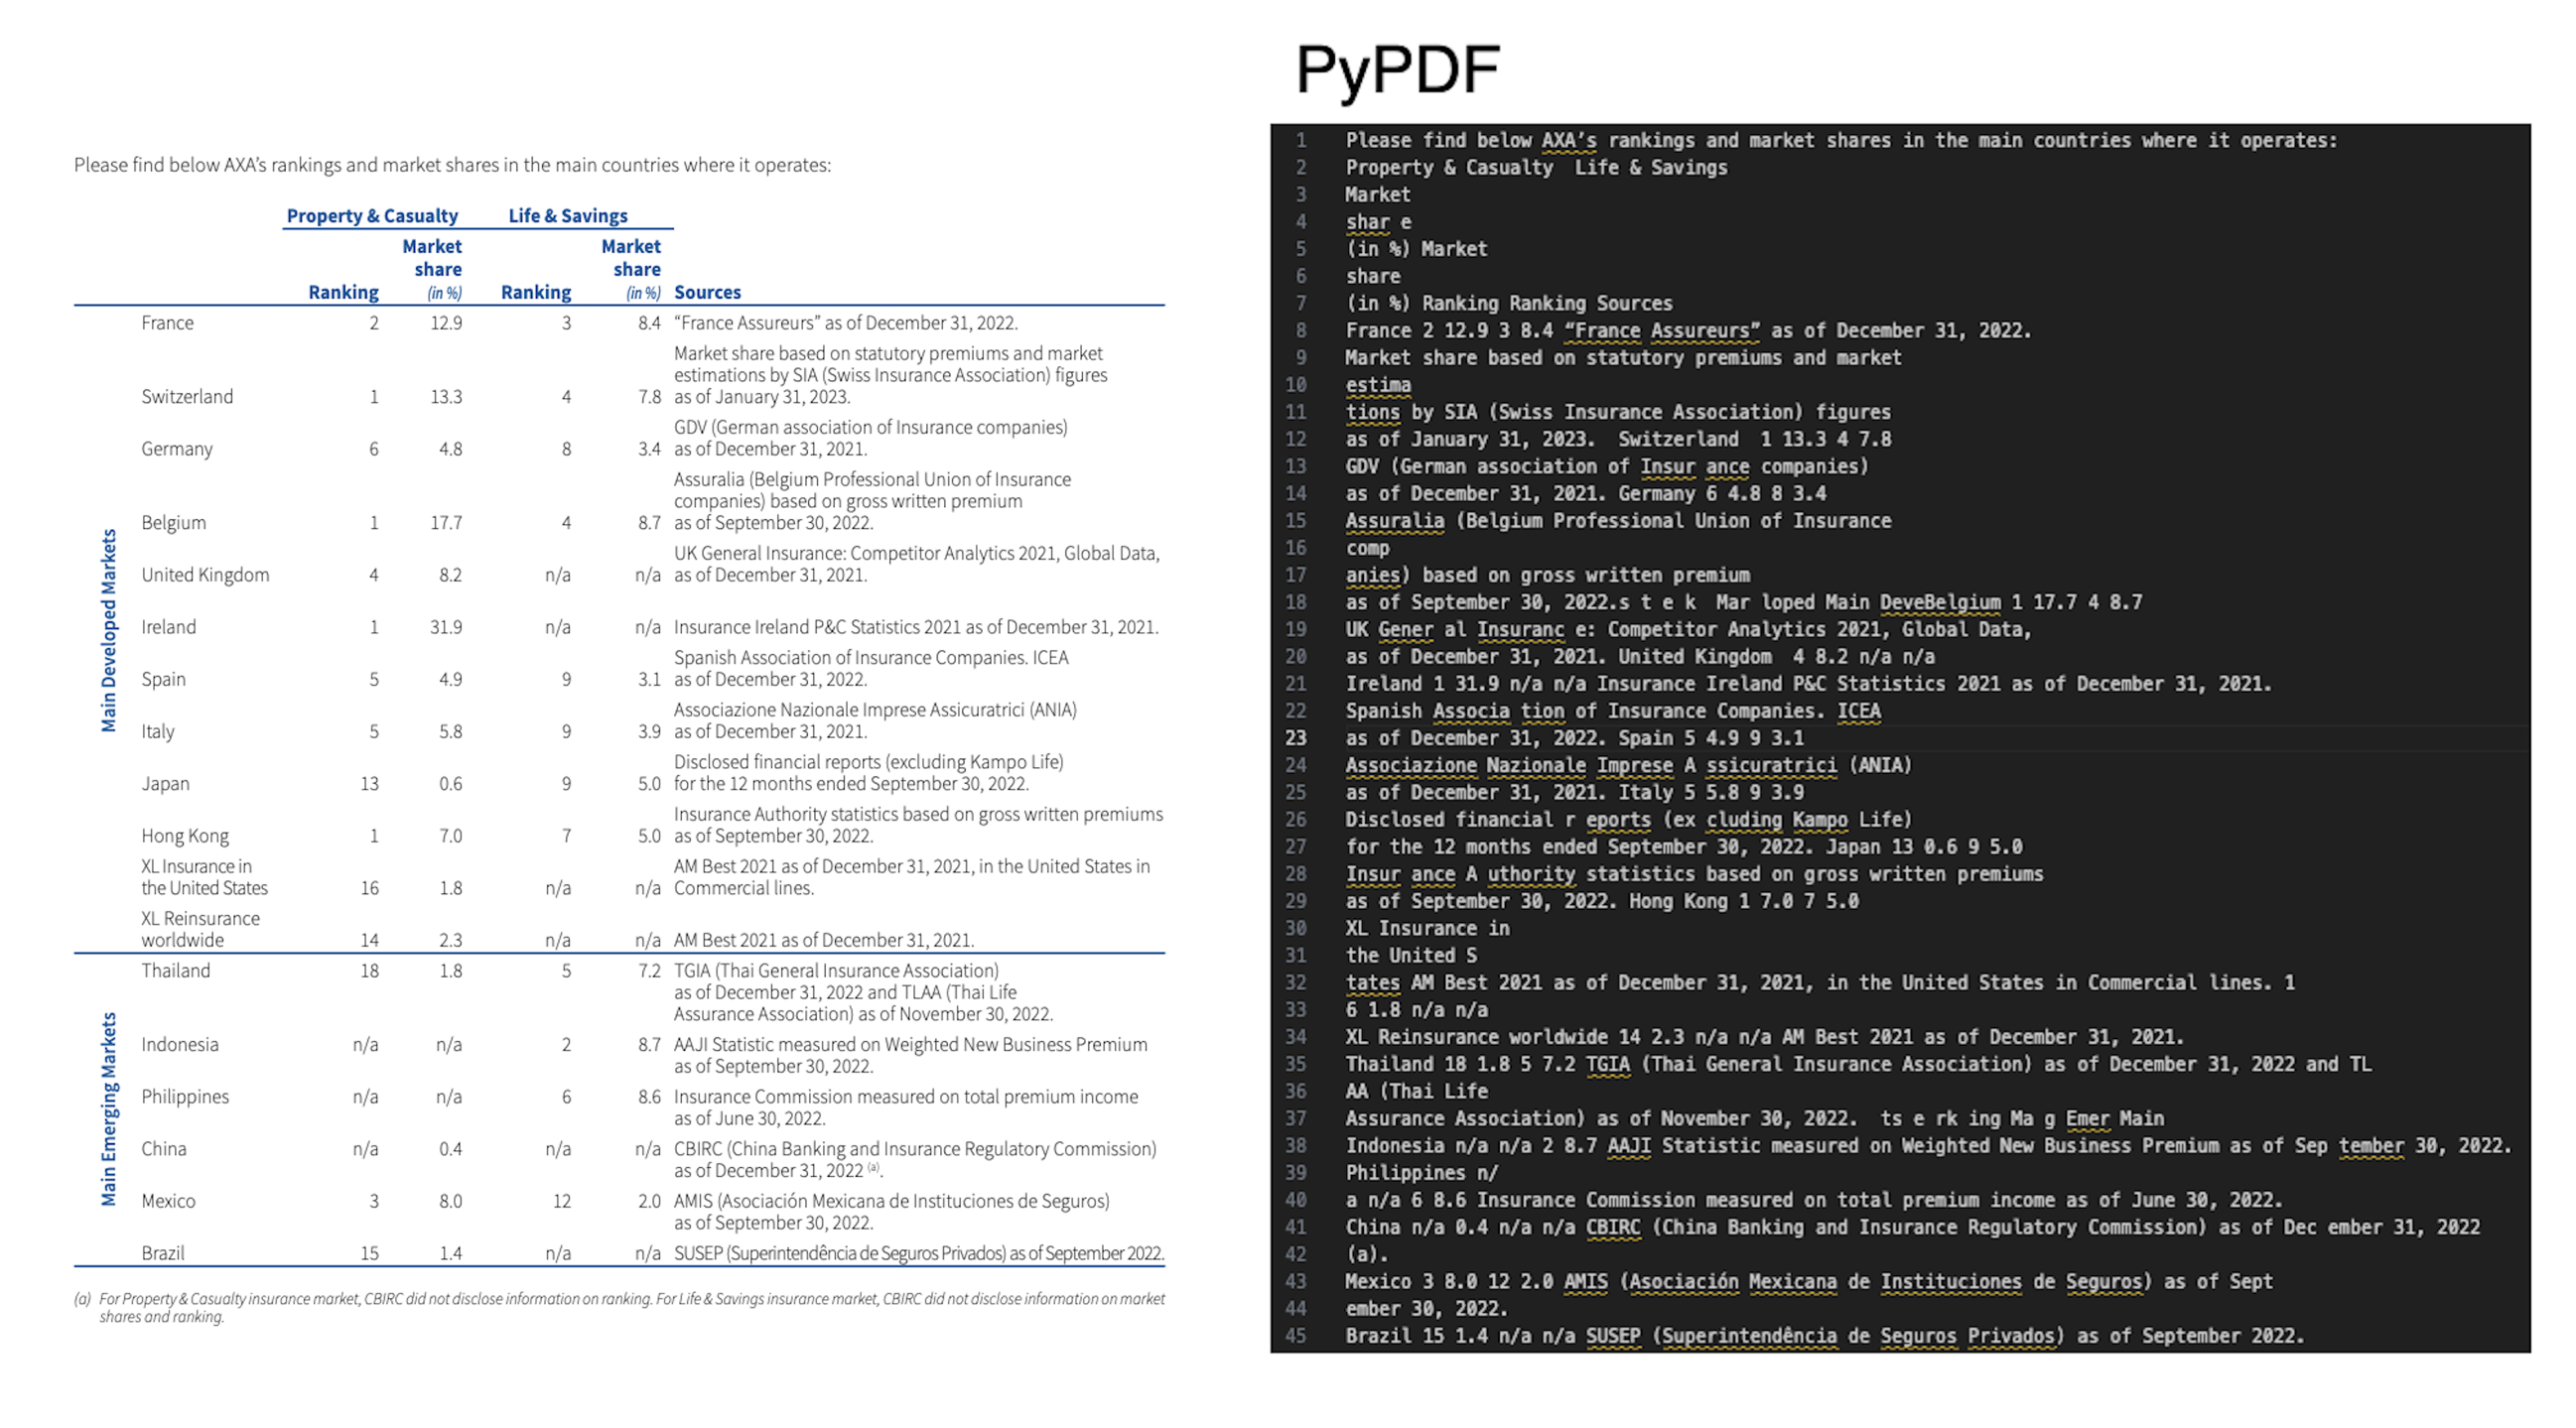 PyPDF
Please find below AXA’s rankings and market shares in the main countries where it operates:
Property & Casualty Life & Savings
Market Market
share share
Ranking (in %) Ranking (in %) Sources
Main Developed Markets
France 2 12.9 3 8.4 “France Assureurs” as of December 31, 2022.
Market share based on statutory premiums and market
estimations by SIA (Swiss Insurance Association) figures
Switzerland 1 13.3 4 7.8 as of January 31, 2023.
GDV (German association of Insurance companies)
Germany 6 4.8 8 3.4 as of December 31, 2021.
Assuralia (Belgium Professional Union of Insurance
companies) based on gross written premium
Belgium 1 17.7 4 8.7 as of September 30, 2022.
UK General Insurance: Competitor Analytics 2021, Global Data,
United Kingdom 4 8.2 n/a n/a as of December 31, 2021.
Ireland 1 31.9 n/a n/a Insurance Ireland P&C Statistics 2021 as of December 31, 2021.
Spanish Association of Insurance Companies. ICEA
Spain 5 4.9 9 3.1 as of December 31, 2022.
Associazione Nazionale Imprese Assicuratrici (ANIA)
Italy 5 5.8 9 3.9 as of December 31, 2021.
Disclosed financial reports (excluding Kampo Life)
Japan 13 0.6 9 5.0 for the 12 months ended September 30, 2022.
Insurance Authority statistics based on gross written premiums
Hong Kong 1 7.0 7 5.0 as of September 30, 2022.
XL Insurance in AM Best 2021 as of December 31, 2021, in the United States in
the United States 16 1.8 n/a n/a Commercial lines.
XL Reinsurance
worldwide 14 2.3 n/a n/a AM Best 2021 as of December 31, 2021.
Main Emerging Markets
Thailand 18 1.8 5 7.2 TGIA (Thai General Insurance Association)
as of December 31, 2022 and TLAA (Thai Life
Assurance Association) as of November 30, 2022.
Indonesia n/a n/a 2 8.7 AAJI Statistic measured on Weighted New Business Premium
as of September 30, 2022.
Philippines n/a n/a 6 8.6 Insurance Commission measured on total premium income
as of June 30, 2022.
China n/a 0.4 n/a n/a CBIRC (China Banking and Insurance Regulatory Commission)
as of December 31, 2022 (a).
Mexico 3 8.0 12 2.0 AMIS (Asociación Mexicana de Instituciones de Seguros)
as of September 30, 2022.
Brazil 15 1.4 n/a n/a SUSEP (Superintendência de Seguros Privados) as of September 2022.
(a) For Property & Casualty insurance market, CBIRC did not disclose information on ranking. For Life & Savings insurance market, CBIRC did not disclose information on market
shares and ranking.
1 Please find below AXA’s rankings and market shares in the main countries where it operates:
2 Property & Casualty Life & Savings
3 Market
4 shar e
5 (in %) Market
6 share
7 (in %) Ranking Ranking Sources
8 France 2 12.9 3 8.4 “France Assureurs” as of December 31, 2022.
9 Market share based on statutory premiums and market
10 estima
11 tions by SIA (Swiss Insurance Association) figures
12 as of January 31, 2023. Switzerland 1 13.3 4 7.8
13 GDV (German association of Insur ance companies)
14 as of December 31, 2021. Germany 6 4.8 8 3.4
15 Assuralia (Belgium Professional Union of Insurance
16 comp
17 anies) based on gross written premium
18 as of September 30, 2022.s t e k Mar loped Main DeveBelgium 1 17.7 4 8.7
19 UK Gener al Insuranc e: Competitor Analytics 2021, Global Data,
20 as of December 31, 2021. United Kingdom 4 8.2 n/a n/a
21 Ireland 1 31.9 n/a n/a Insurance Ireland P&C Statistics 2021 as of December 31, 2021.
22 Spanish Associa tion of Insurance Companies. ICEA
23 as of December 31, 2022. Spain 5 4.9 9 3.1
24 Associazione Nazionale Imprese A ssicuratrici (ANIA)
25 as of December 31, 2021. Italy 5 5.8 9 3.9
26 Disclosed financial r eports (ex cluding Kampo Life)
27 for the 12 months ended September 30, 2022. Japan 13 0.6 9 5.0
28 Insur ance A uthority statistics based on gross written premiums
29 as of September 30, 2022. Hong Kong 1 7.0 7 5.0
30 XL Insurance in
31 the United S
32 tates AM Best 2021 as of December 31, 2021, in the United States in Commercial lines. 1
33 6 1.8 n/a n/a
34 XL Reinsurance worldwide 14 2.3 n/a n/a AM Best 2021 as of December 31, 2021.
35 Thailand 18 1.8 5 7.2 TGIA (Thai General Insurance Association) as of December 31, 2022 and TL
36 AA (Thai Life
37 Assurance Association) as of November 30, 2022. ts e rk ing Ma g Emer Main
38 Indonesia n/a n/a 2 8.7 AAJI Statistic measured on Weighted New Business Premium as of Sep tember 30, 2022.
39 Philippines n/
40 a n/a 6 8.6 Insurance Commission measured on total premium income as of June 30, 2022.
41 China n/a 0.4 n/a n/a CBIRC (China Banking and Insurance Regulatory Commission) as of Dec ember 31, 2022
42 (a).
43 Mexico 3 8.0 12 2.0 AMIS (Asociación Mexicana de Instituciones de Seguros) as of Sept
44 ember 30, 2022.
45 Brazil 15 1.4 n/a n/a SUSEP (Superintendência de Seguros Privados) as of September 2022.